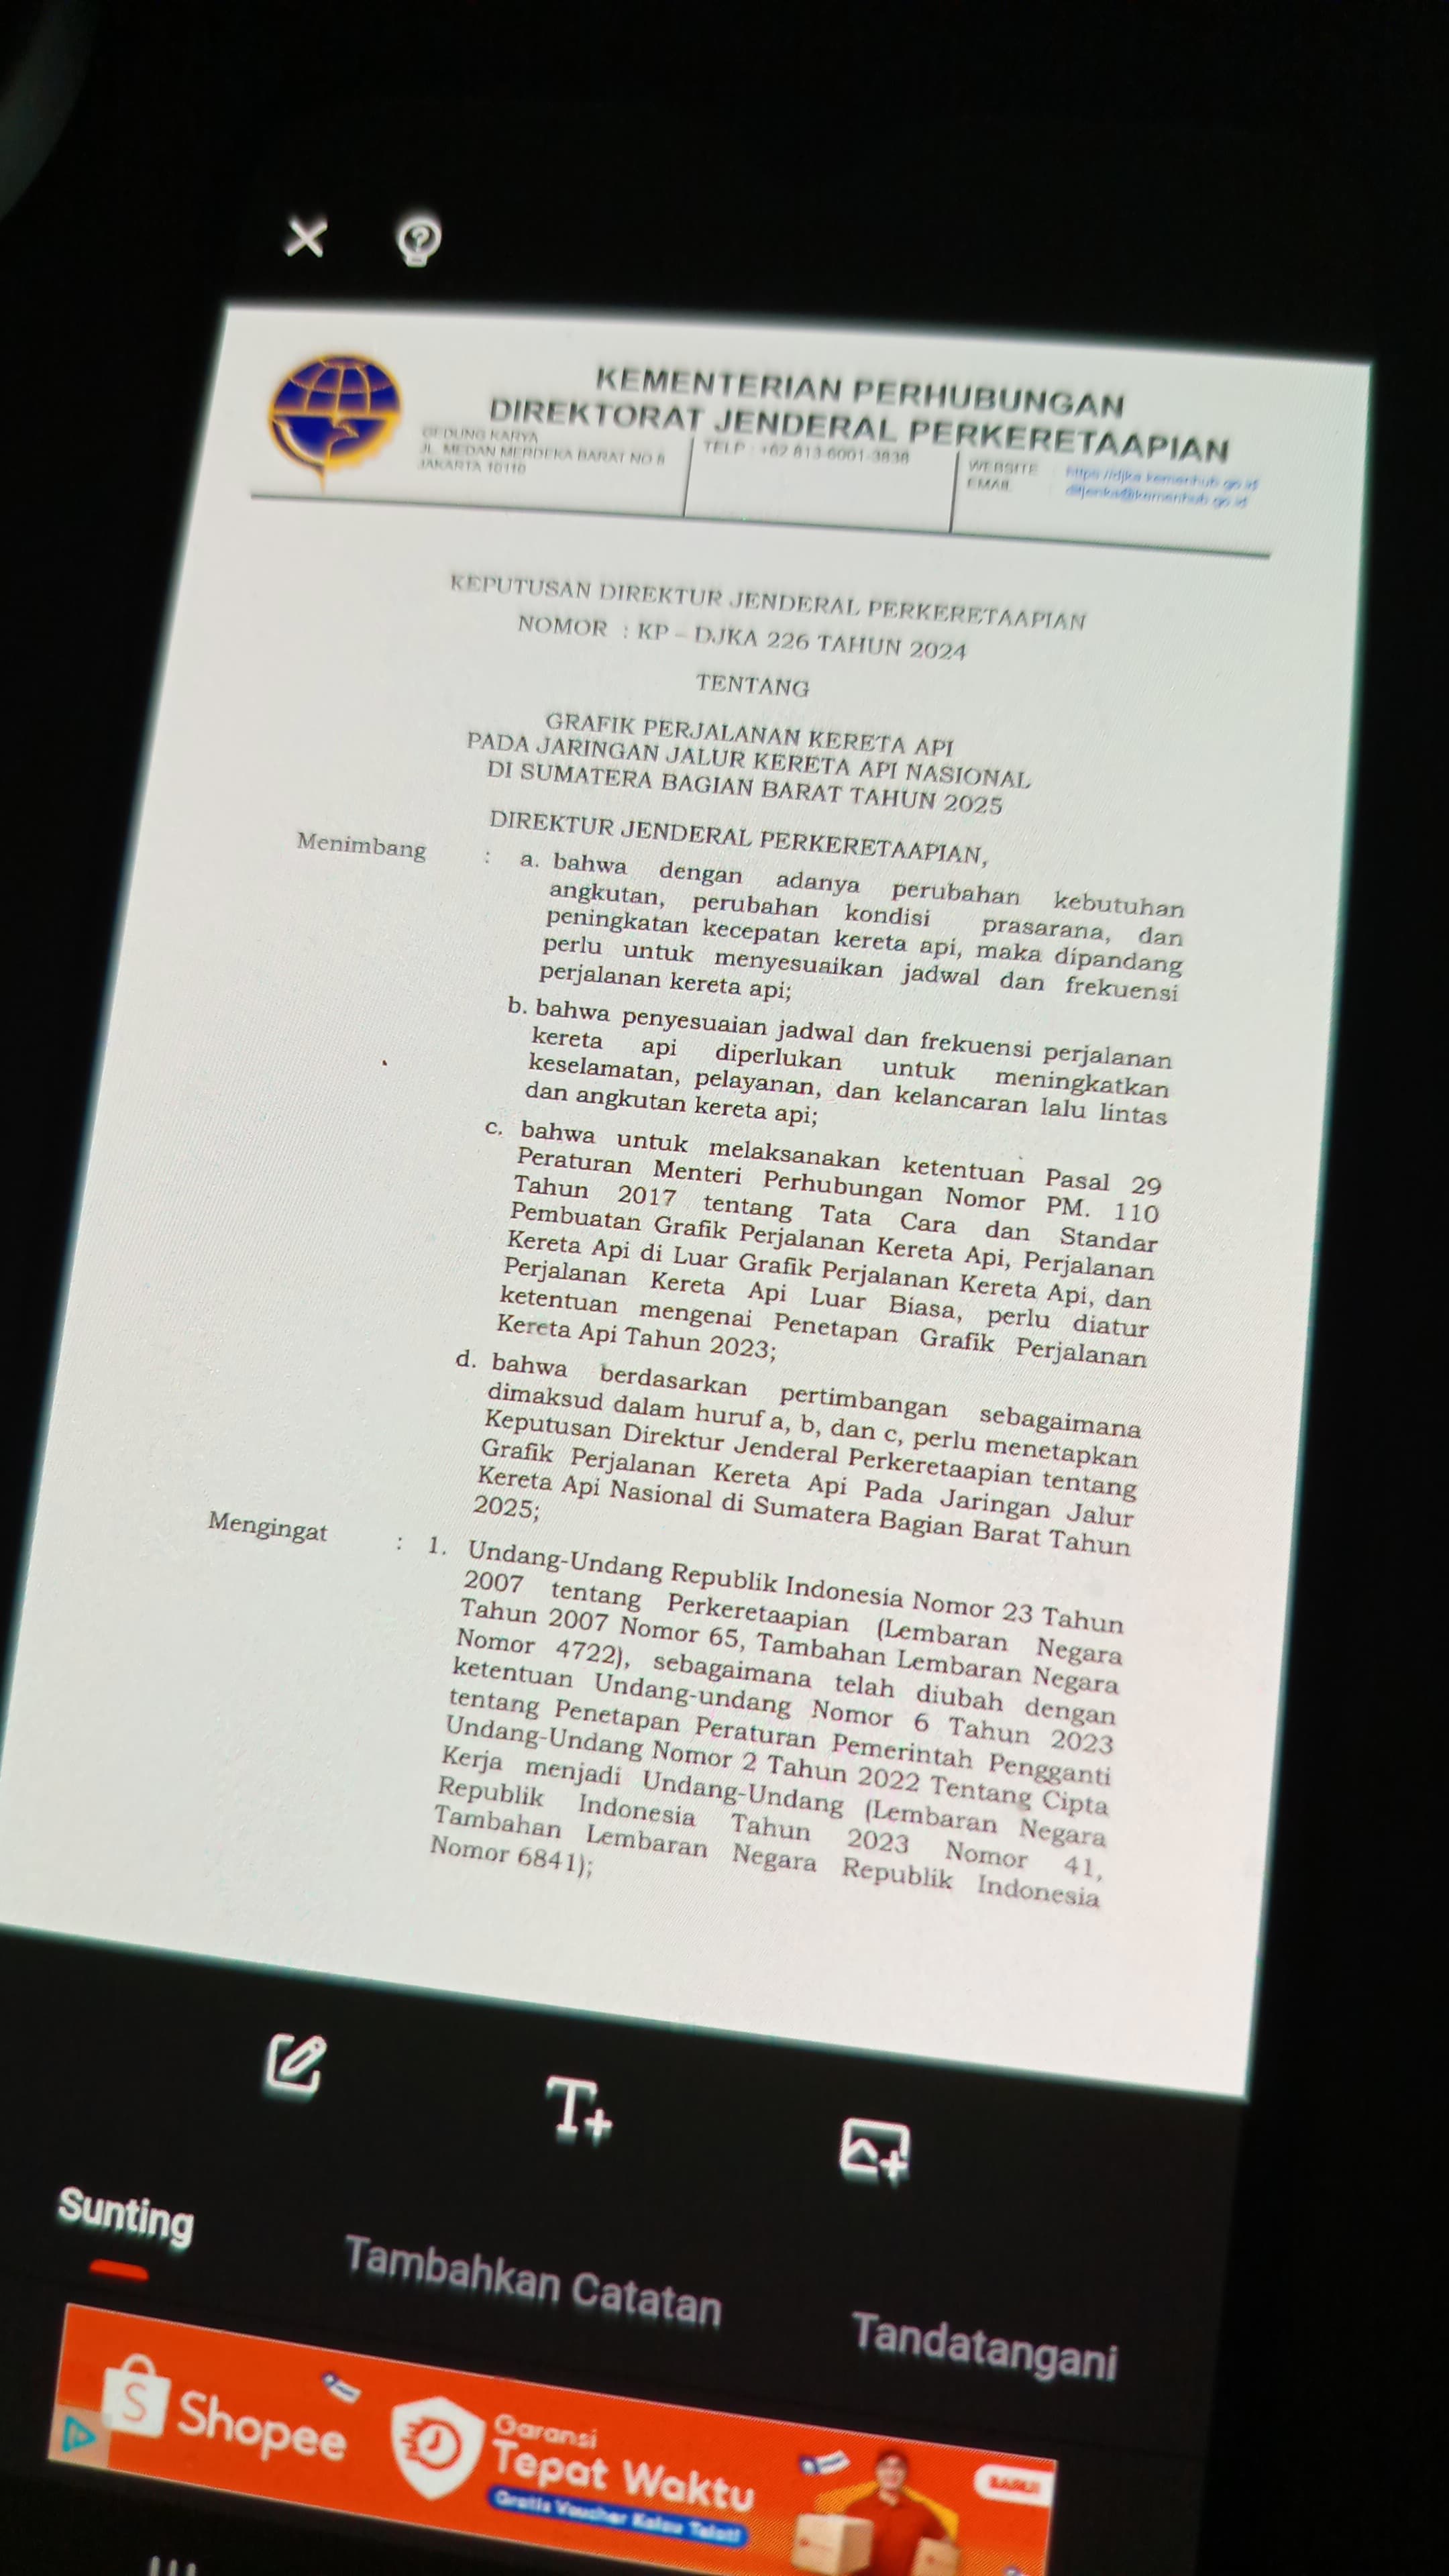 KEMENTERIAN PERHUBUNGAN
DIREKTORAT JENDERAL PERKERETAAPIAN
GEDUNG KARYA
JL. MEDAN MERDEKA BARAT NO 8
JAKARTA 10110
TELP : +62 813-6001-3838
WEBSITE : https://djka.kemenhub.go.id
EMAIL
KEPUTUSAN DIREKTUR JENDERAL PERKERETAAPIAN
NOMOR : KP – DJKA 226 TAHUN 2024
TENTANG
GRAFIK PERJALANAN KERETA API
PADA JARINGAN JALUR KERETA API NASIONAL
DI SUMATERA BAGIAN BARAT TAHUN 2025
DIREKTUR JENDERAL PERKERETAAPIAN,
Menimbang : a. bahwa dengan adanya perubahan kebutuhan
angkutan, perubahan kondisi prasarana, dan
peningkatan kecepatan kereta api, maka dipandang
perlu untuk menyesuaikan jadwal dan frekuensi
perjalanan kereta api;
b. bahwa penyesuaian jadwal dan frekuensi perjalanan
kereta api diperlukan untuk meningkatkan
keselamatan, pelayanan, dan kelancaran lalu lintas
dan angkutan kereta api;
c. bahwa untuk melaksanakan ketentuan Pasal 29
Peraturan Menteri Perhubungan Nomor PM. 110
Tahun 2017 tentang Tata Cara dan Standar
Pembuatan Grafik Perjalanan Kereta Api, Perjalanan
Kereta Api di Luar Grafik Perjalanan Kereta Api, dan
Perjalanan Kereta Api Luar Biasa, perlu diatur
ketentuan mengenai Penetapan Grafik Perjalanan
Kereta Api Tahun 2023;
d. bahwa berdasarkan pertimbangan sebagaimana
dimaksud dalam huruf a, b, dan c, perlu menetapkan
Keputusan Direktur Jenderal Perkeretaapian tentang
Grafik Perjalanan Kereta Api Pada Jaringan Jalur
Kereta Api Nasional di Sumatera Bagian Barat Tahun
2025;
Mengingat : 1. Undang-Undang Republik Indonesia Nomor 23 Tahun
2007 tentang Perkeretaapian (Lembaran Negara
Tahun 2007 Nomor 65, Tambahan Lembaran Negara
Nomor 4722), sebagaimana telah diubah dengan
ketentuan Undang-undang Nomor 6 Tahun 2023
tentang Penetapan Peraturan Pemerintah Pengganti
Undang-Undang Nomor 2 Tahun 2022 Tentang Cipta
Kerja menjadi Undang-Undang (Lembaran Negara
Republik Indonesia Tahun 2023 Nomor 41,
Tambahan Lembaran Negara Republik Indonesia
Nomor 6841);
Sunting
Tambahkan Catatan
Tandatangani
Shopee
Garansi
Tepat Waktu
Gratis Voucher Kalau Telat!